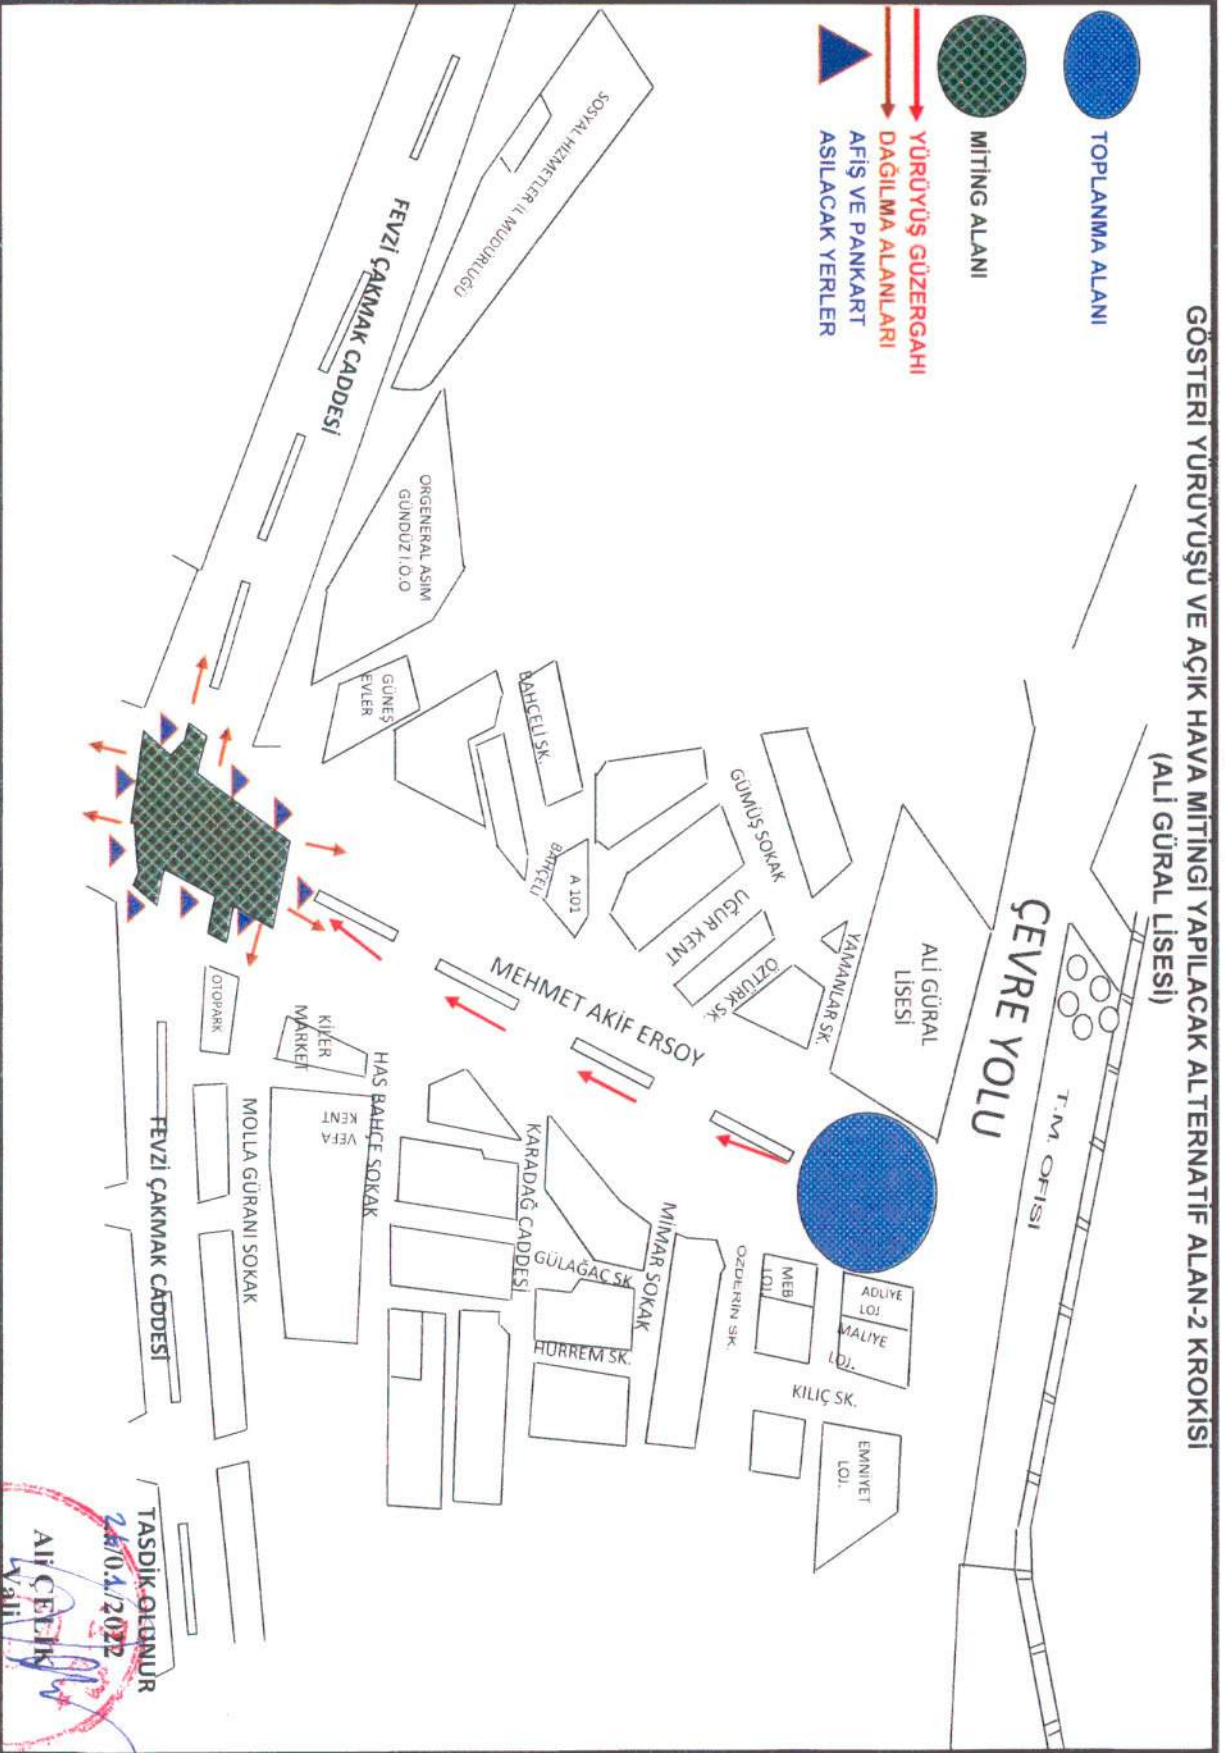 GÖSTERİ YÜRÜYÜŞÜ VE AÇIK HAVA MİTİNGİ YAPILACAK ALTERNATİF ALAN-2 KROKİSİ
(ALİ GÜRAL LİSESİ)
TOPLANMA ALANI
MİTİNG ALANI
YÜRÜYÜŞ GÜZERGAHI
DAĞILMA ALANLARI
AFİŞ VE PANKART
ASILACAK YERLER
SOSYAL HİZMETLER İL MÜDÜRLÜĞÜ
FEVZİ ÇAKMAK CADDESİ
ORGENERAL ASIM
GÜNDÜZ İ.Ö.O
GÜNEŞ
EVLER
BAHÇELİ SK.
A 101
BAHÇELİ
GÜMÜŞ SOKAK
UĞUR KENT
ÖZTÜRK SK.
YAMANLAR SK.
ALİ GÜRAL
LİSESİ
ÇEVRE YOLU
T.M. OFISI
MEHMET AKİF ERSOY
OTOPARK
KİLER
MARKET
HAS BAHÇE SOKAK
VEFA
KENT
MOLLA GÜRANI SOKAK
FEVZİ ÇAKMAK CADDESİ
KARADAĞ CADDESİ
GÜLAĞAÇ SK.
MİMAR SOKAK
HÜRREM SK.
ÖZDERİN SK.
MEB
LOJ.
ADLİYE
LOJ.
MALİYE
LOJ.
KILIÇ SK.
EMNİYET
LOJ.
TASDİK OLUNUR
/0.1/2022
Ali ÇELİK
Vali